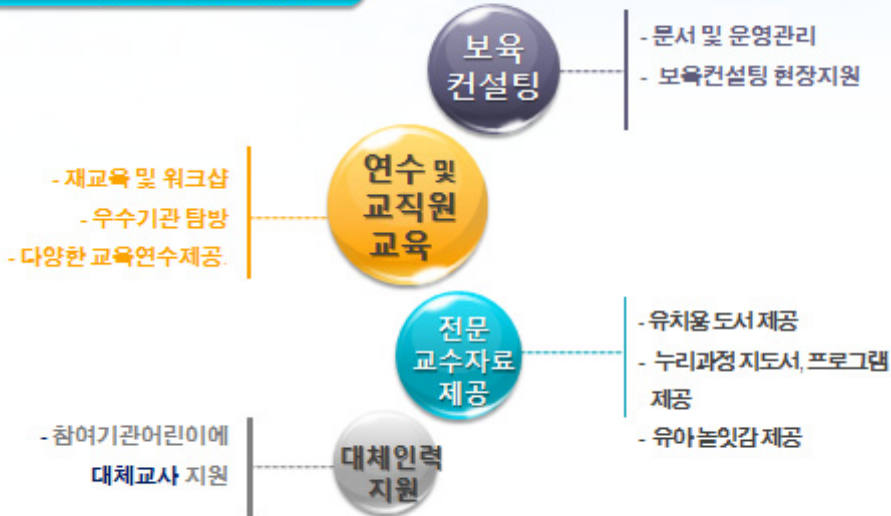 보육
컨설팅
- 문서 및 운영관리
- 보육컨설팅 현장지원
연수 및
교직원
교육
- 재교육 및 워크샵
- 우수기관 탐방
- 다양한 교육연수제공.
전문
교수자료
제공
- 유치용 도서 제공
- 누리과정 지도서, 프로그램
제공
- 유아 놀잇감 제공
대체인력
지원
- 참여기관어린이에
대체교사 지원